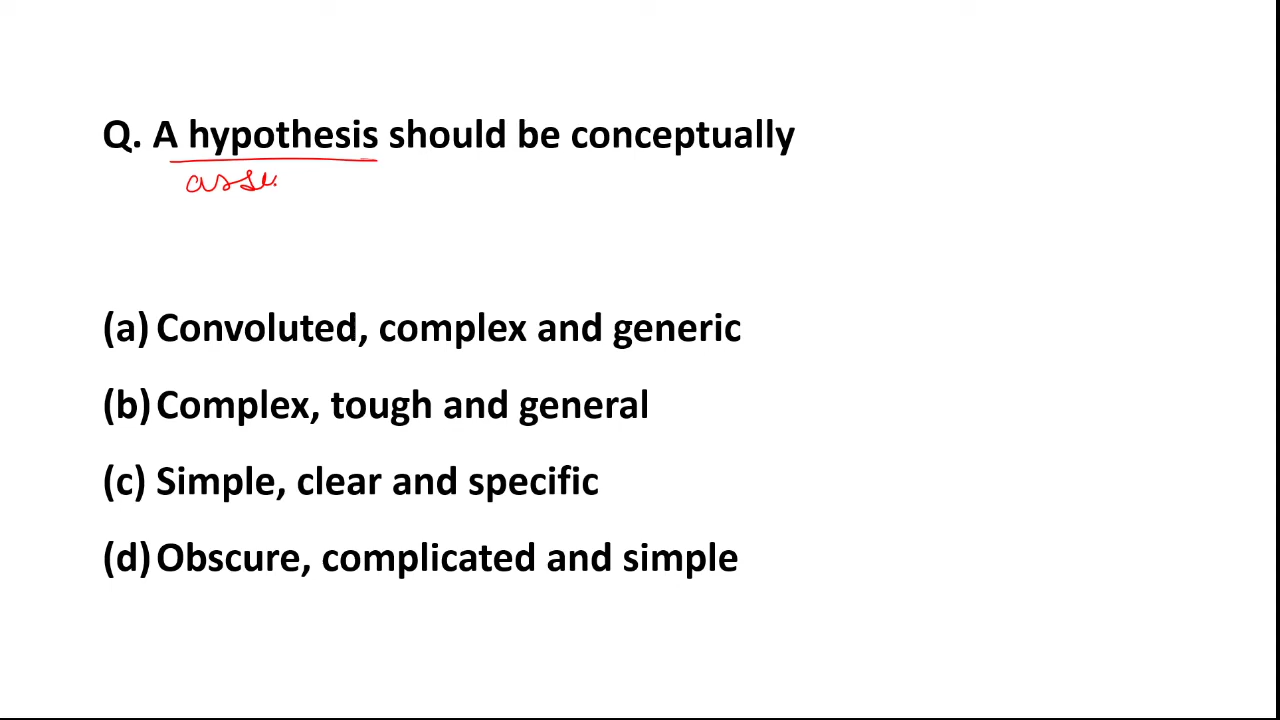 Q. A hypothesis should be conceptually
assu
(a) Convoluted, complex and generic
(b) Complex, tough and general
(c) Simple, clear and specific
(d) Obscure, complicated and simple